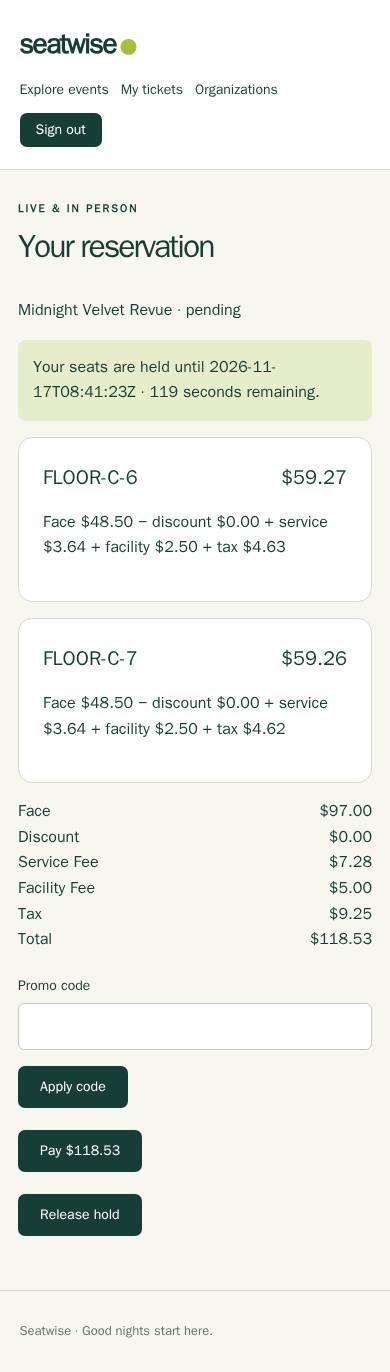 seatwise
Explore events My tickets Organizations
Sign out
LIVE & IN PERSON
Your reservation
Midnight Velvet Revue · pending
Your seats are held until 2026-11-
17T08:41:23Z · 119 seconds remaining.
FLOOR-C-6 $59.27
Face $48.50 − discount $0.00 + service
$3.64 + facility $2.50 + tax $4.63
FLOOR-C-7 $59.26
Face $48.50 − discount $0.00 + service
$3.64 + facility $2.50 + tax $4.62
Face $97.00
Discount $0.00
Service Fee $7.28
Facility Fee $5.00
Tax $9.25
Total $118.53
Promo code
Apply code
Pay $118.53
Release hold
Seatwise · Good nights start here.